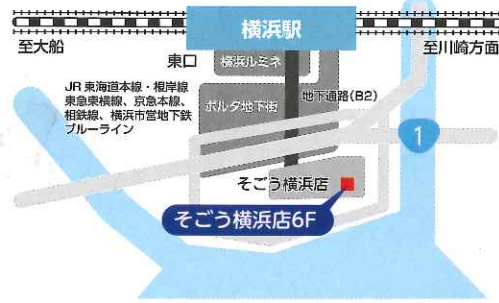 横浜駅
至大船
至川崎方面
東口
横浜ルミネ
JR 東海道本線・根岸線
東急東横線、京急本線、
相鉄線、横浜市営地下鉄
ブルーライン
ポルタ地下街
地下通路(B2)
1
そごう横浜店
そごう横浜店6F